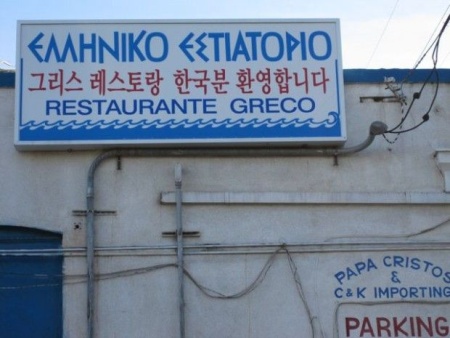 ΕΛΛΗΝΙΚΟ ΕΣΤΙΑΤΟΡΙΟ
그리스 레스토랑 한국분 환영합니다
RESTAURANTE GRECO
PAPA CRISTOS
&
C & K IMPORTING
PARKING